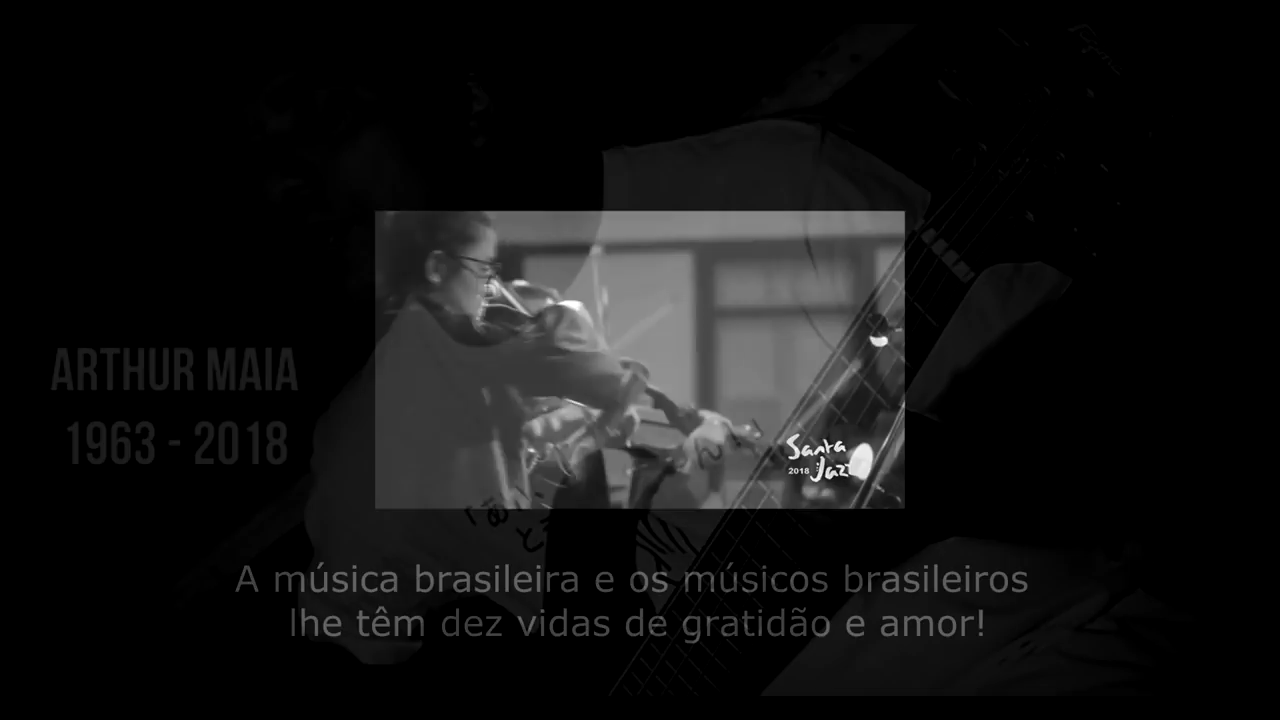 ARTHUR MAIA
1963 - 2018
Santa
2018 Jazz
A música brasileira e os músicos brasileiros
lhe têm dez vidas de gratidão e amor!